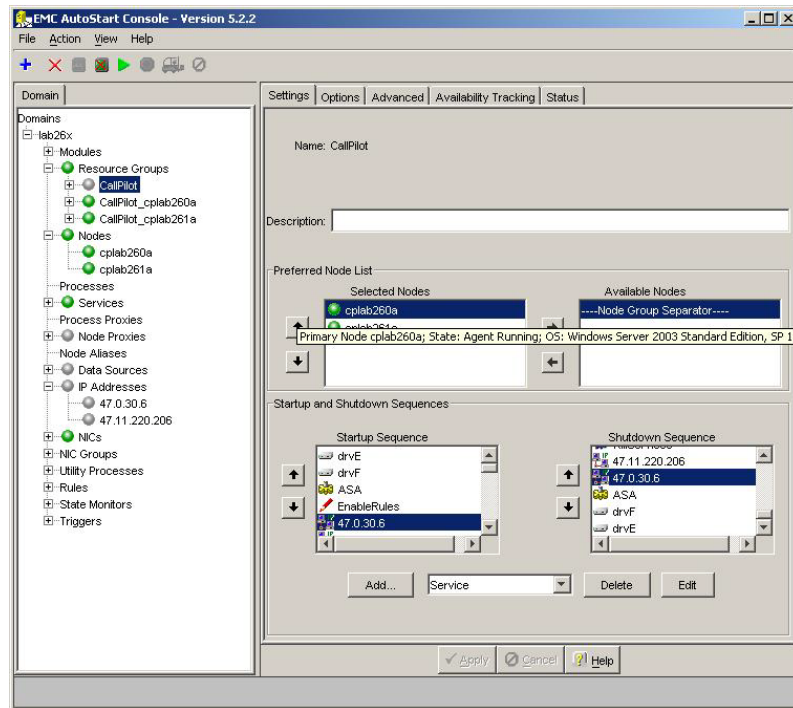 EMC AutoStart Console - Version 5.2.2
File Action View Help
Domain
Domains
lab26x
Modules
Resource Groups
CallPilot
CallPilot_cplab260a
CallPilot_cplab261a
Nodes
cplab260a
cplab261a
Processes
Services
Process Proxies
Node Proxies
Node Aliases
Data Sources
IP Addresses
47.0.30.6
47.11.220.206
NICs
NIC Groups
Utility Processes
Rules
State Monitors
Triggers
Settings Options Advanced Availability Tracking Status
Name: CallPilot
Description:
Preferred Node List
Selected Nodes
cplab260a
Available Nodes
----Node Group Separator----
Primary Node cplab260a; State: Agent Running; OS: Windows Server 2003 Standard Edition, SP 1
Startup and Shutdown Sequences
Startup Sequence
drvE
drvF
ASA
EnableRules
47.0.30.6
IP
Shutdown Sequence
47.11.220.206
47.0.30.6
ASA
drvF
drvE
Add... Service Delete Edit
Apply Cancel Help